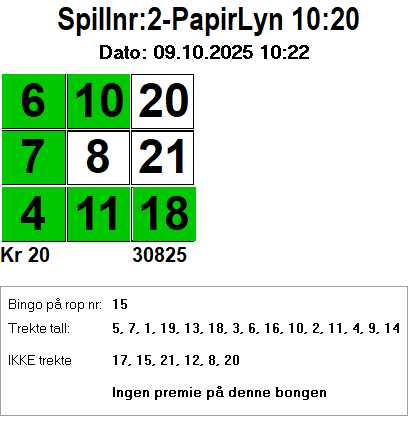 Spillnr:2-PapirLyn 10:20
Dato: 09.10.2025 10:22
6 10 20
7 8 21
4 11 18
Kr 20 30825
Bingo på rop nr: 15
Trekte tall: 5, 7, 1, 19, 13, 18, 3, 6, 16, 10, 2, 11, 4, 9, 14
IKKE trekte 17, 15, 21, 12, 8, 20
Ingen premie på denne bongen